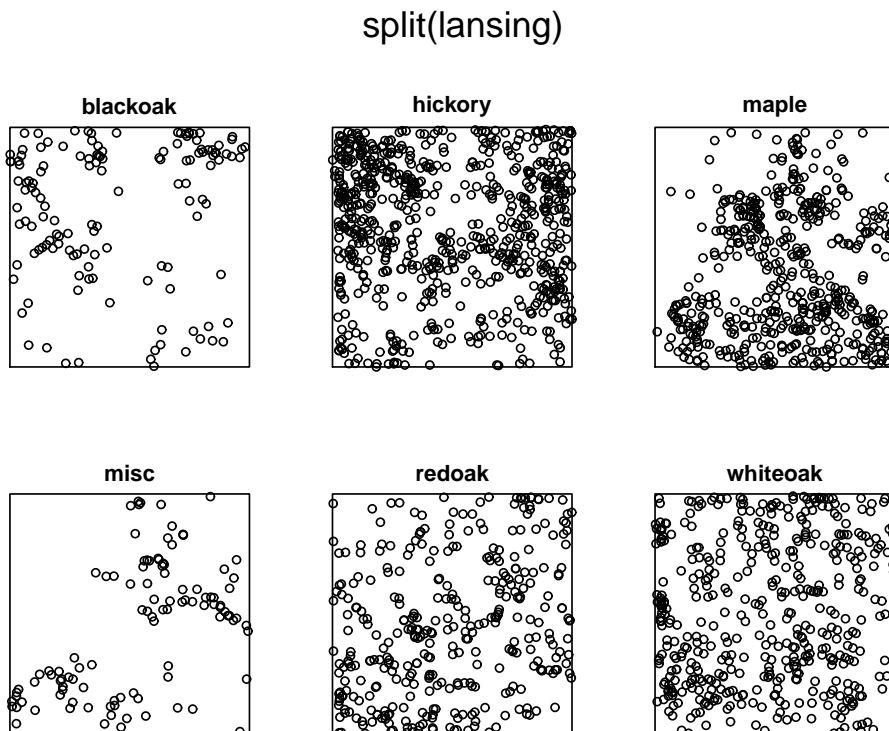 split(lansing)
blackoak
hickory
maple
misc
redoak
whiteoak